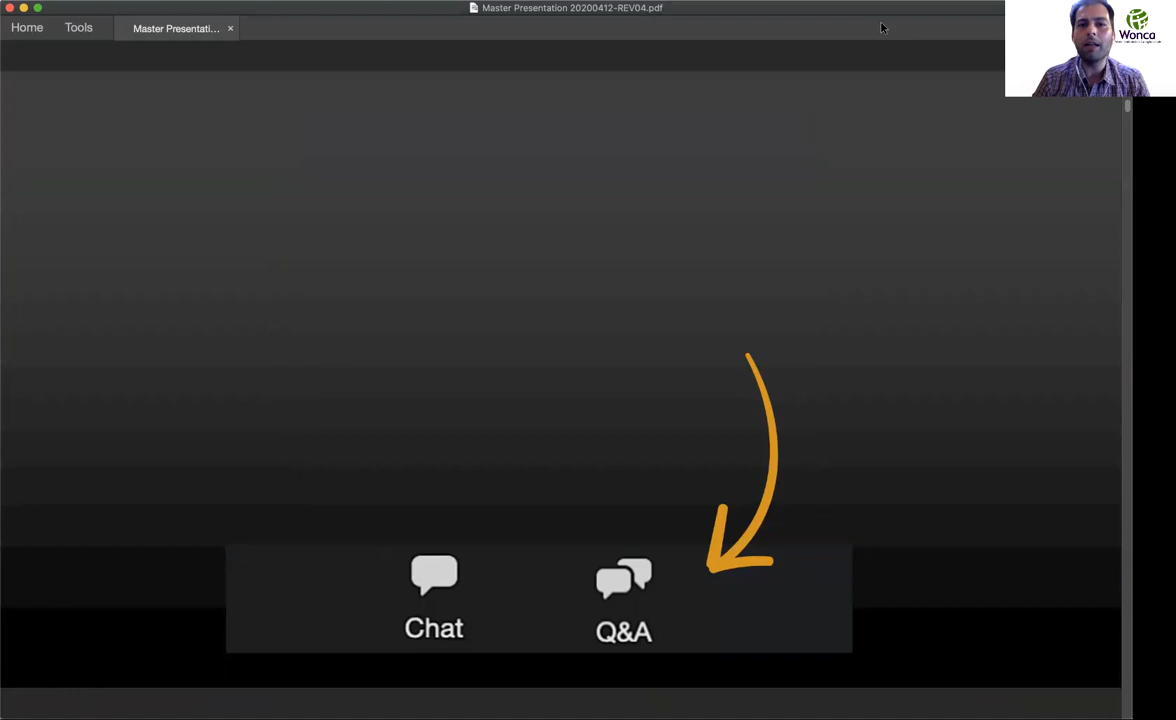 Master Presentation 20200412-REV04.pdf
Home Tools Master Presentati... ×
Wonca
Chat Q&A